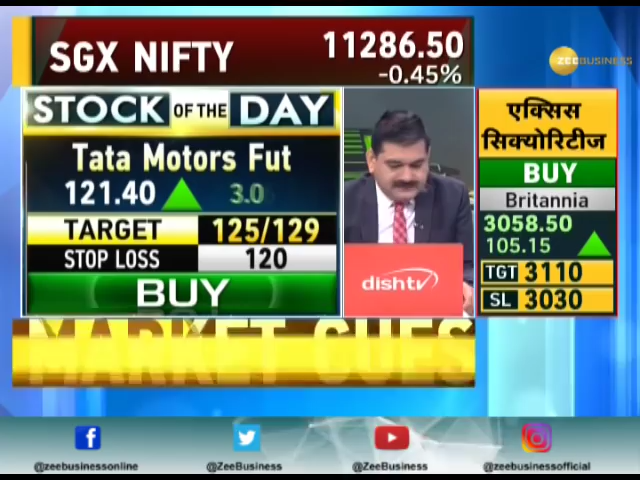 SGX NIFTY
11286.50
-0.45%
ZEEBUSINESS
STOCK OF THE DAY
Tata Motors Fut
121.40 3.0
TARGET 125/129
STOP LOSS 120
BUY
dishtv
एक्सिस
सिक्योरिटीज
BUY
Britannia
3058.50
105.15
TGT 3110
SL 3030
MARKET CUES
@zeebusinessonline
@ZeeBusiness
@ZeeBusiness
@zeebusinessofficial